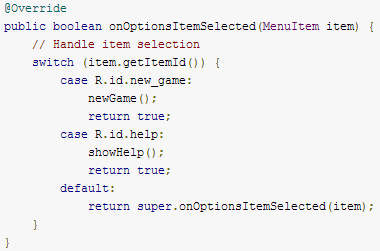 @Override
public boolean onOptionsItemSelected(MenuItem item) {
    // Handle item selection
    switch (item.getItemId()) {
        case R.id.new_game:
            newGame();
            return true;
        case R.id.help:
            showHelp();
            return true;
        default:
            return super.onOptionsItemSelected(item);
    }
}